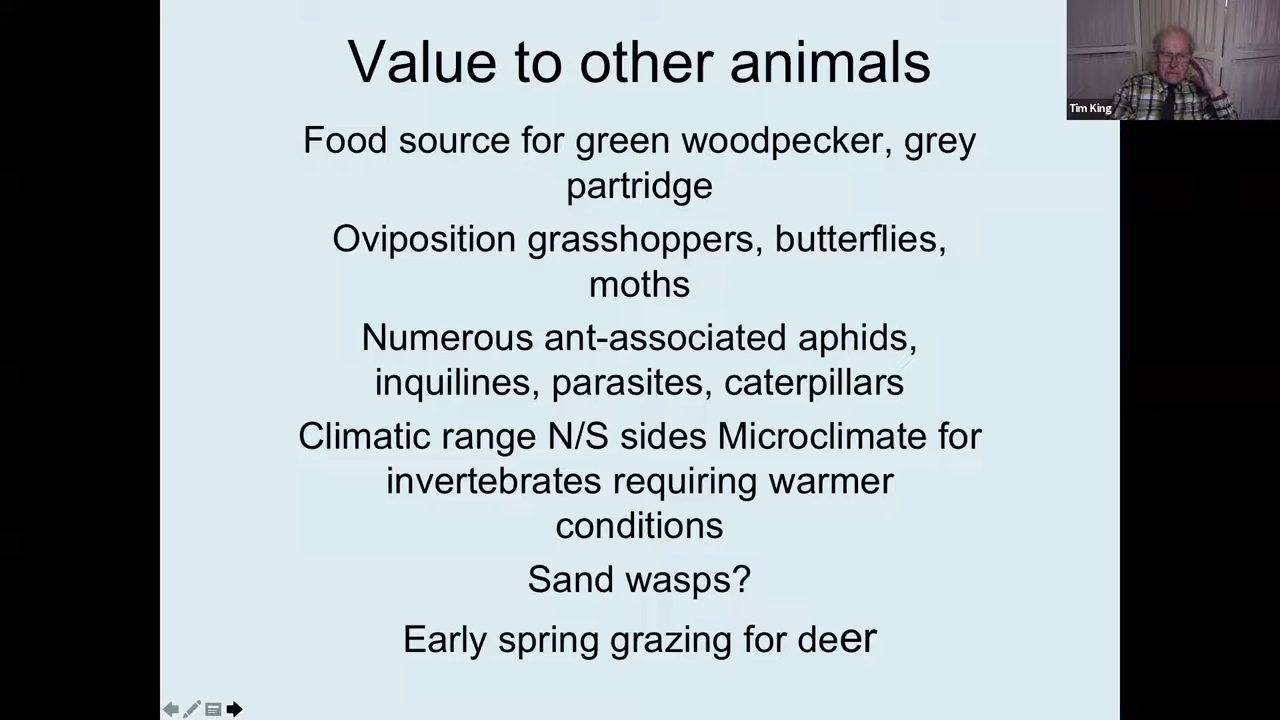 Value to other animals
Tim King
Food source for green woodpecker, grey
partridge
Oviposition grasshoppers, butterflies,
moths
Numerous ant-associated aphids,
inquilines, parasites, caterpillars
Climatic range N/S sides Microclimate for
invertebrates requiring warmer
conditions
Sand wasps?
Early spring grazing for deer